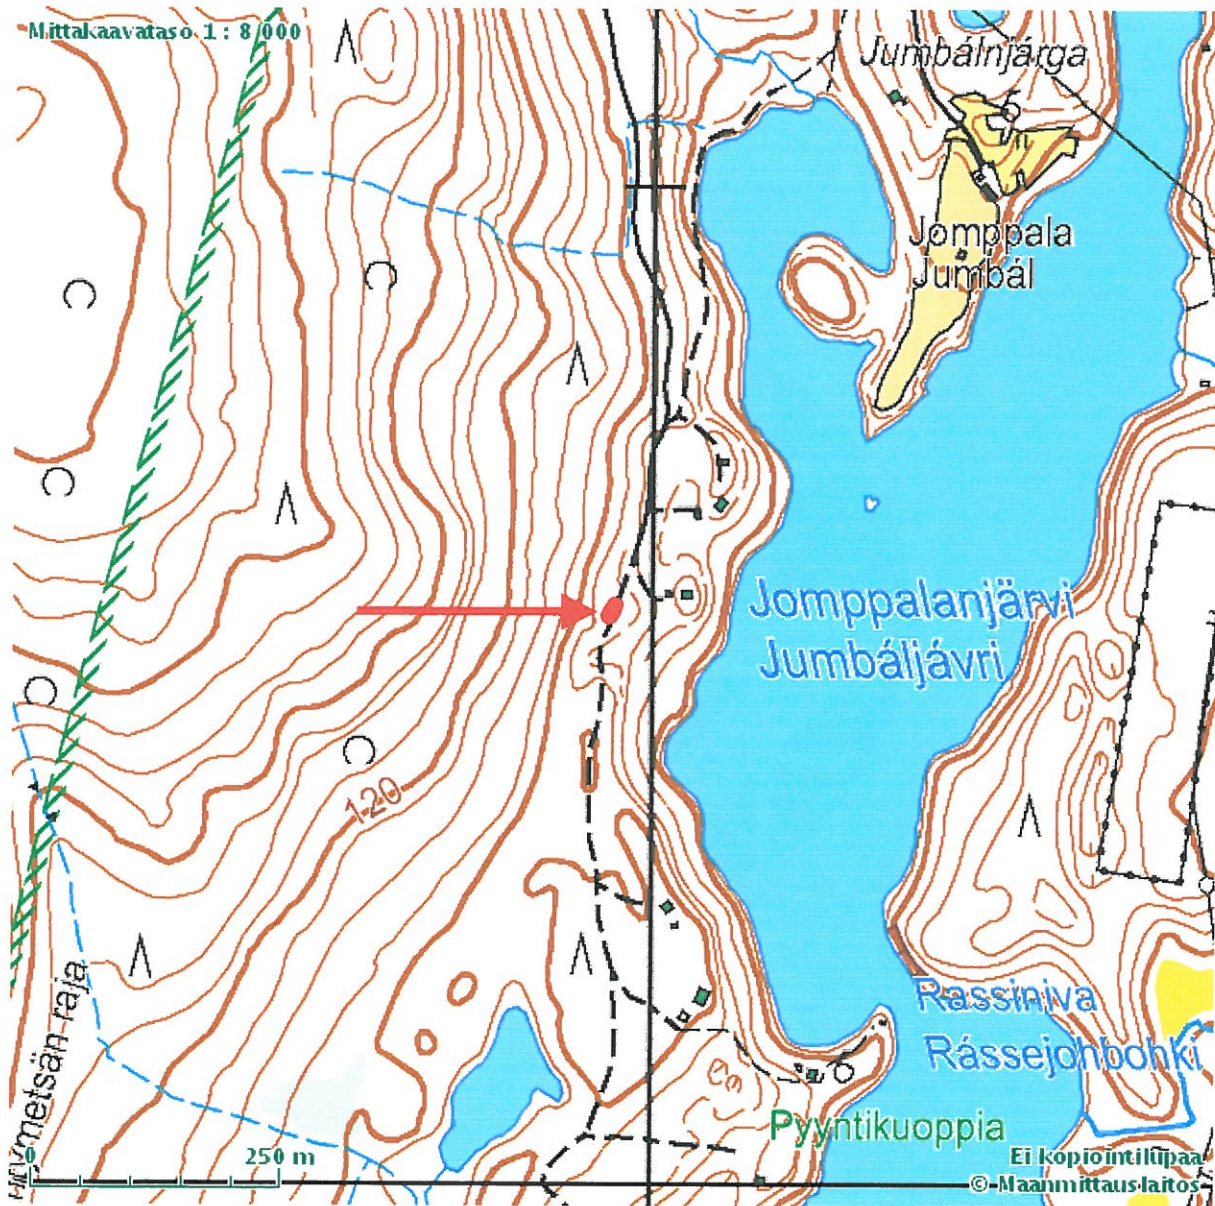 Mittakaavataso 1 : 8 000
Jumbálnjárga
Jomppala
Jumbál
Jomppalanjärvi
Jumbáljávri
120
Rassiniva
Rássejohbohki
metsän raja
Pyyntikuoppia
0
250 m
Ei kopiointilupaa
© Maanmittauslaitos